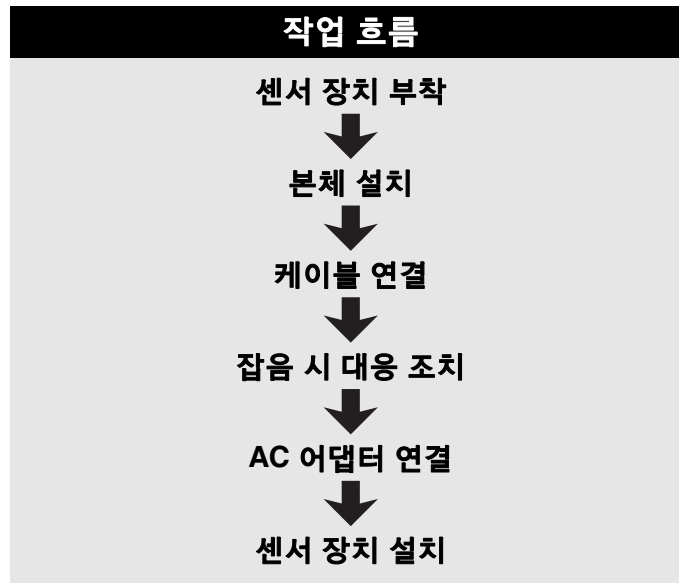 작업 흐름
센서 장치 부착
본체 설치
케이블 연결
잡음 시 대응 조치
AC 어댑터 연결
센서 장치 설치